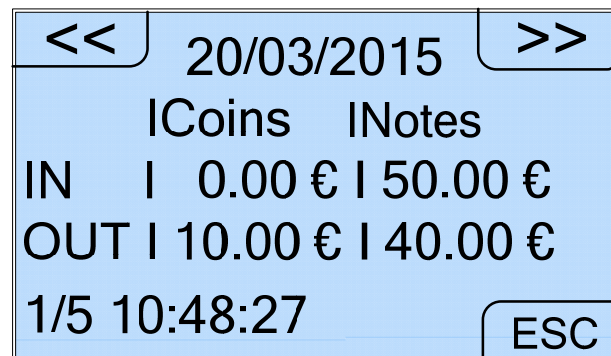 << 20/03/2015 >>
ICoins INotes
IN I 0.00 € I 50.00 €
OUT I 10.00 € I 40.00 €
1/5 10:48:27 ESC